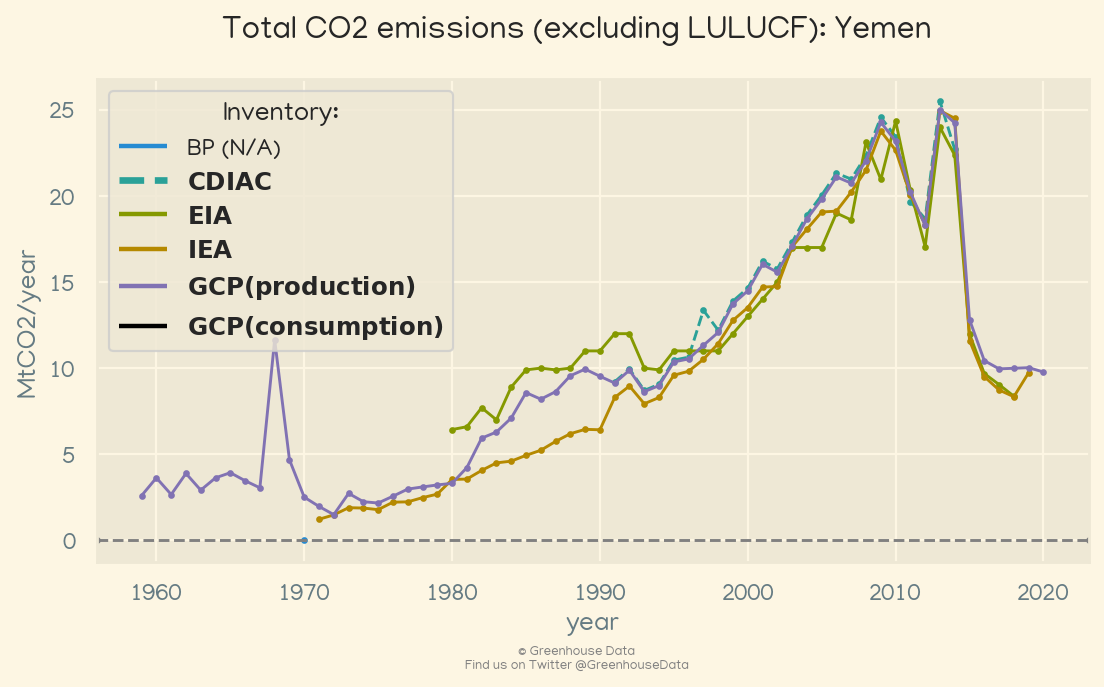 Total CO2 emissions (excluding LULUCF): Yemen
MtCO2/year
25
20
15
10
5
0
Inventory:
BP (N/A)
CDIAC
EIA
IEA
GCP(production)
GCP(consumption)
1960 1970 1980 1990 2000 2010 2020
year
© Greenhouse Data
Find us on Twitter @GreenhouseData